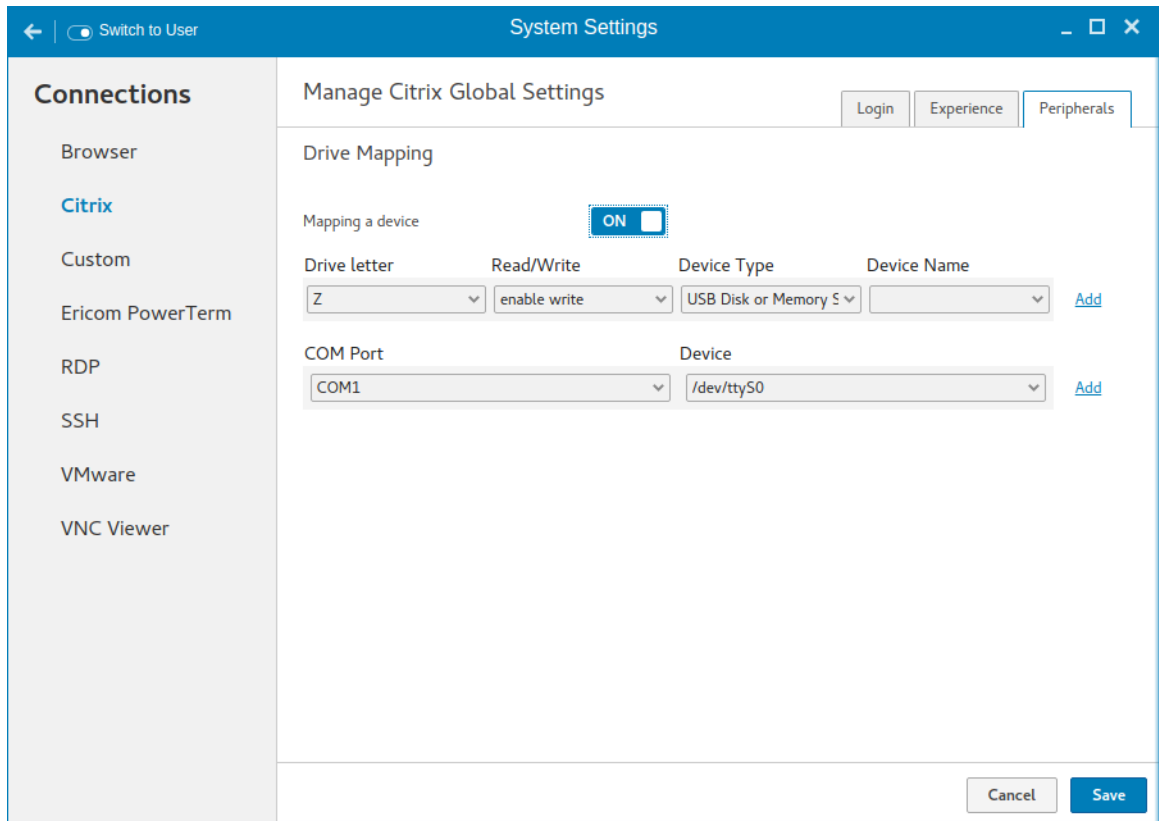 Switch to User System Settings
Connections
Manage Citrix Global Settings
Login Experience Peripherals
Browser
Citrix
Custom
Ericom PowerTerm
RDP
SSH
VMware
VNC Viewer
Drive Mapping
Mapping a device ON
Drive letter Read/Write Device Type Device Name
Z enable write USB Disk or Memory S Add
COM Port Device
COM1 /dev/ttyS0 Add
Cancel Save